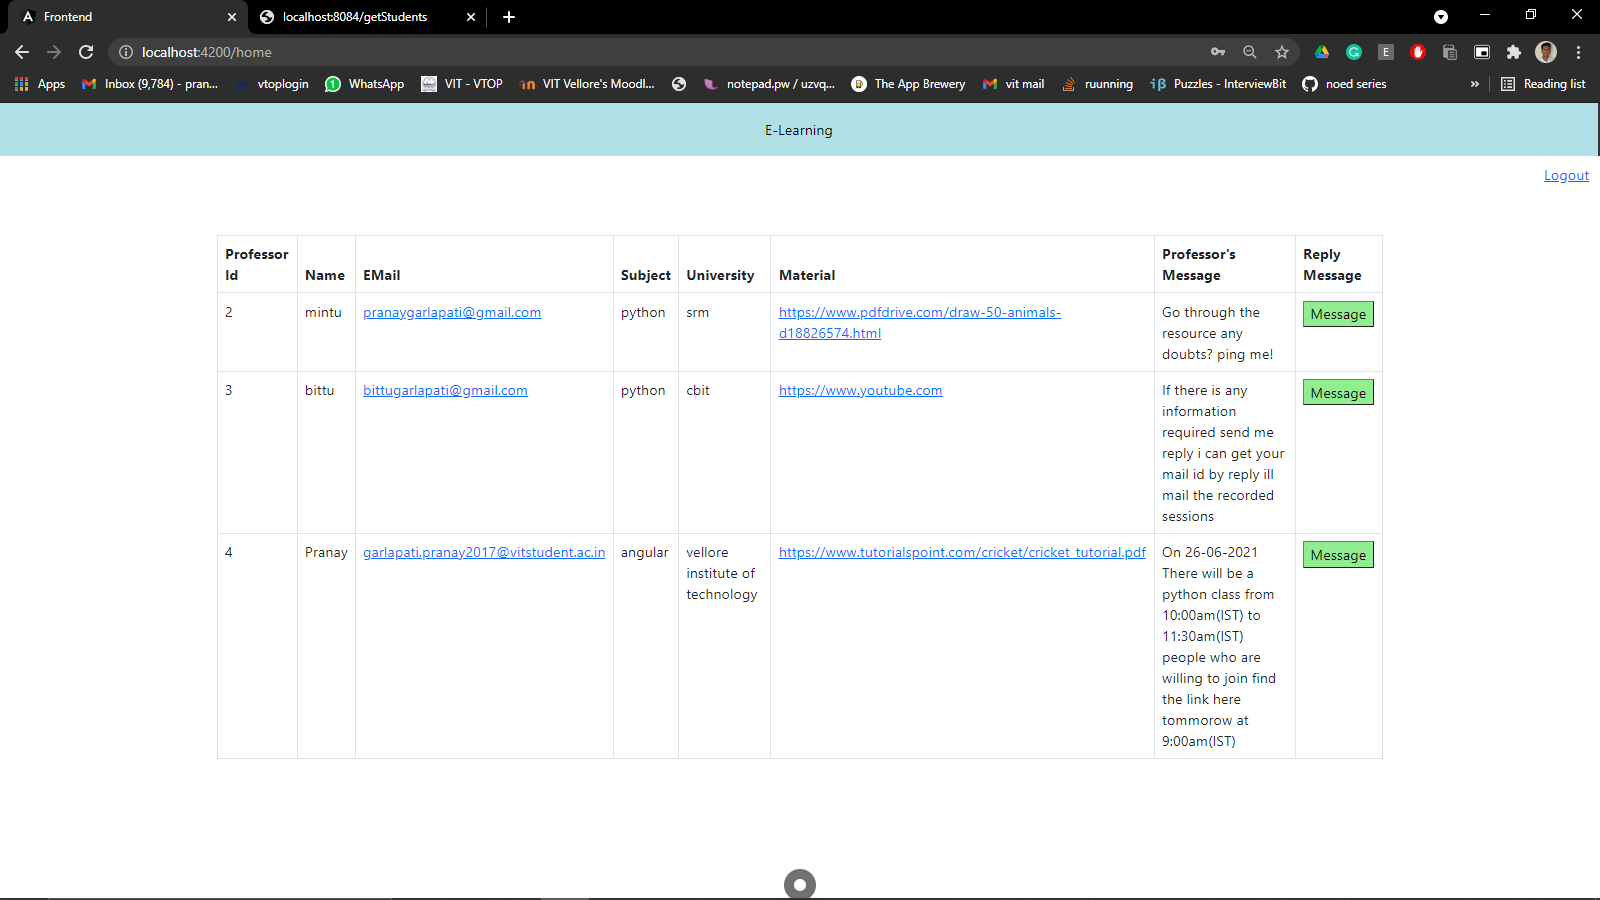 Frontend
localhost:8084/getStudents
localhost:4200/home
Apps
Inbox (9,784) - pran...
vtoplogin
WhatsApp
VIT - VTOP
VIT Vellore's Moodl...
notepad.pw / uzvq...
The App Brewery
vit mail
ruunning
Puzzles - InterviewBit
noed series
»
Reading list
E-Learning
Logout
Professor
Id
Name
EMail
Subject
University
Material
Professor's
Message
Reply
Message
2
mintu
pranaygarlapati@gmail.com
python
srm
https://www.pdfdrive.com/draw-50-animals-
d18826574.html
Go through the
resource any
doubts? ping me!
Message
3
bittu
bittugarlapati@gmail.com
python
cbit
https://www.youtube.com
If there is any
information
required send me
reply i can get your
mail id by reply ill
mail the recorded
sessions
Message
4
Pranay
garlapati.pranay2017@vitstudent.ac.in
angular
vellore
institute of
technology
https://www.tutorialspoint.com/cricket/cricket_tutorial.pdf
On 26-06-2021
There will be a
python class from
10:00am(IST) to
11:30am(IST)
people who are
willing to join find
the link here
tommorow at
9:00am(IST)
Message